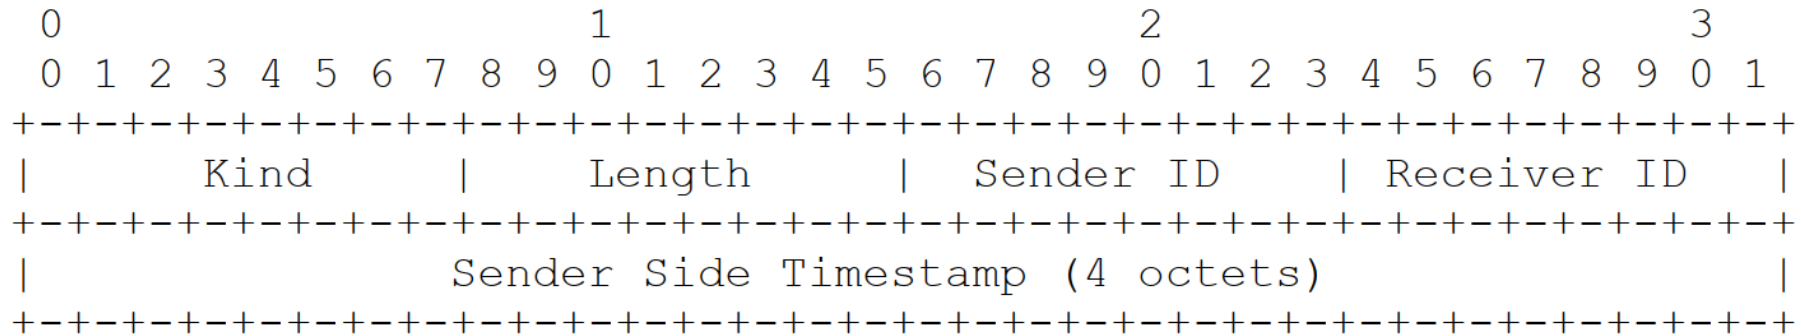 0                   1                   2                   3
0 1 2 3 4 5 6 7 8 9 0 1 2 3 4 5 6 7 8 9 0 1 2 3 4 5 6 7 8 9 0 1
+-+-+-+-+-+-+-+-+-+-+-+-+-+-+-+-+-+-+-+-+-+-+-+-+-+-+-+-+-+-+-+-+
|      Kind     |    Length     |  Sender ID    | Receiver ID   |
+-+-+-+-+-+-+-+-+-+-+-+-+-+-+-+-+-+-+-+-+-+-+-+-+-+-+-+-+-+-+-+-+
|               Sender Side Timestamp (4 octets)                |
+-+-+-+-+-+-+-+-+-+-+-+-+-+-+-+-+-+-+-+-+-+-+-+-+-+-+-+-+-+-+-+-+